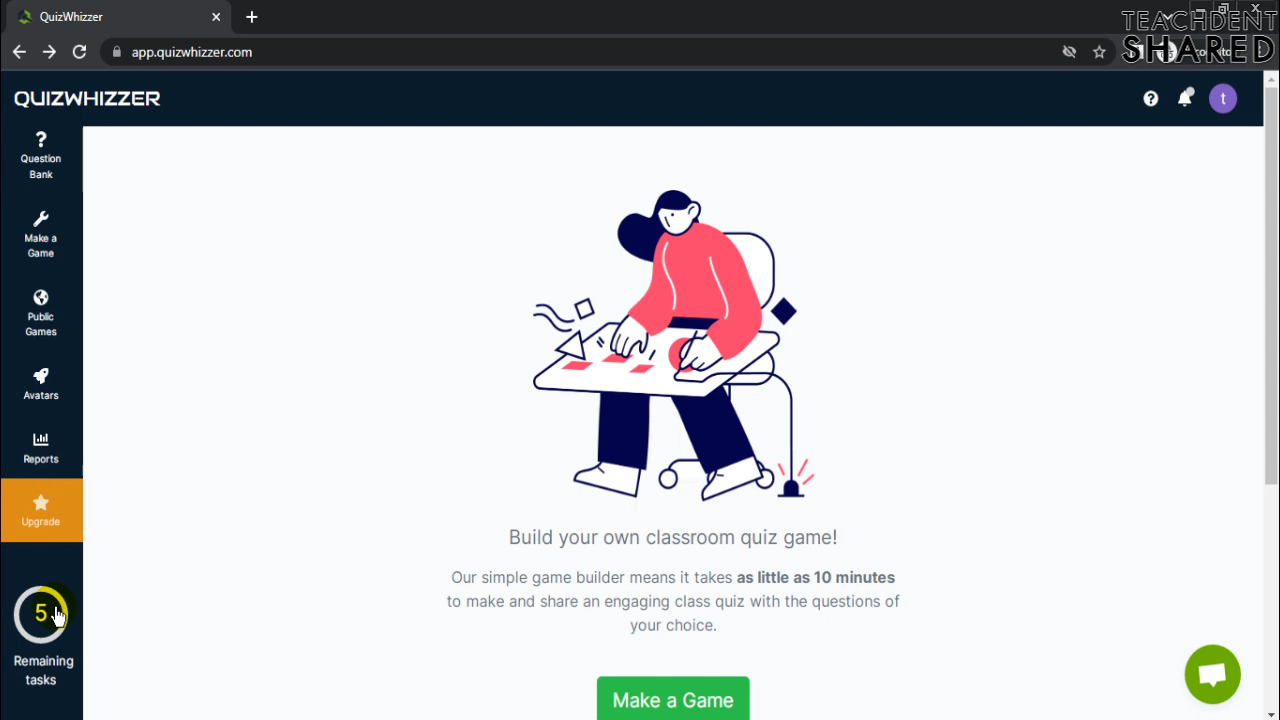 QuizWhizzer
TEACHDENT
SHARED
app.quizwhizzer.com
QUIZWHIZZER
t
Question
Bank
Make a
Game
Public
Games
Avatars
Reports
Upgrade
5
Remaining
tasks
Build your own classroom quiz game!
Our simple game builder means it takes as little as 10 minutes
to make and share an engaging class quiz with the questions of
your choice.
Make a Game